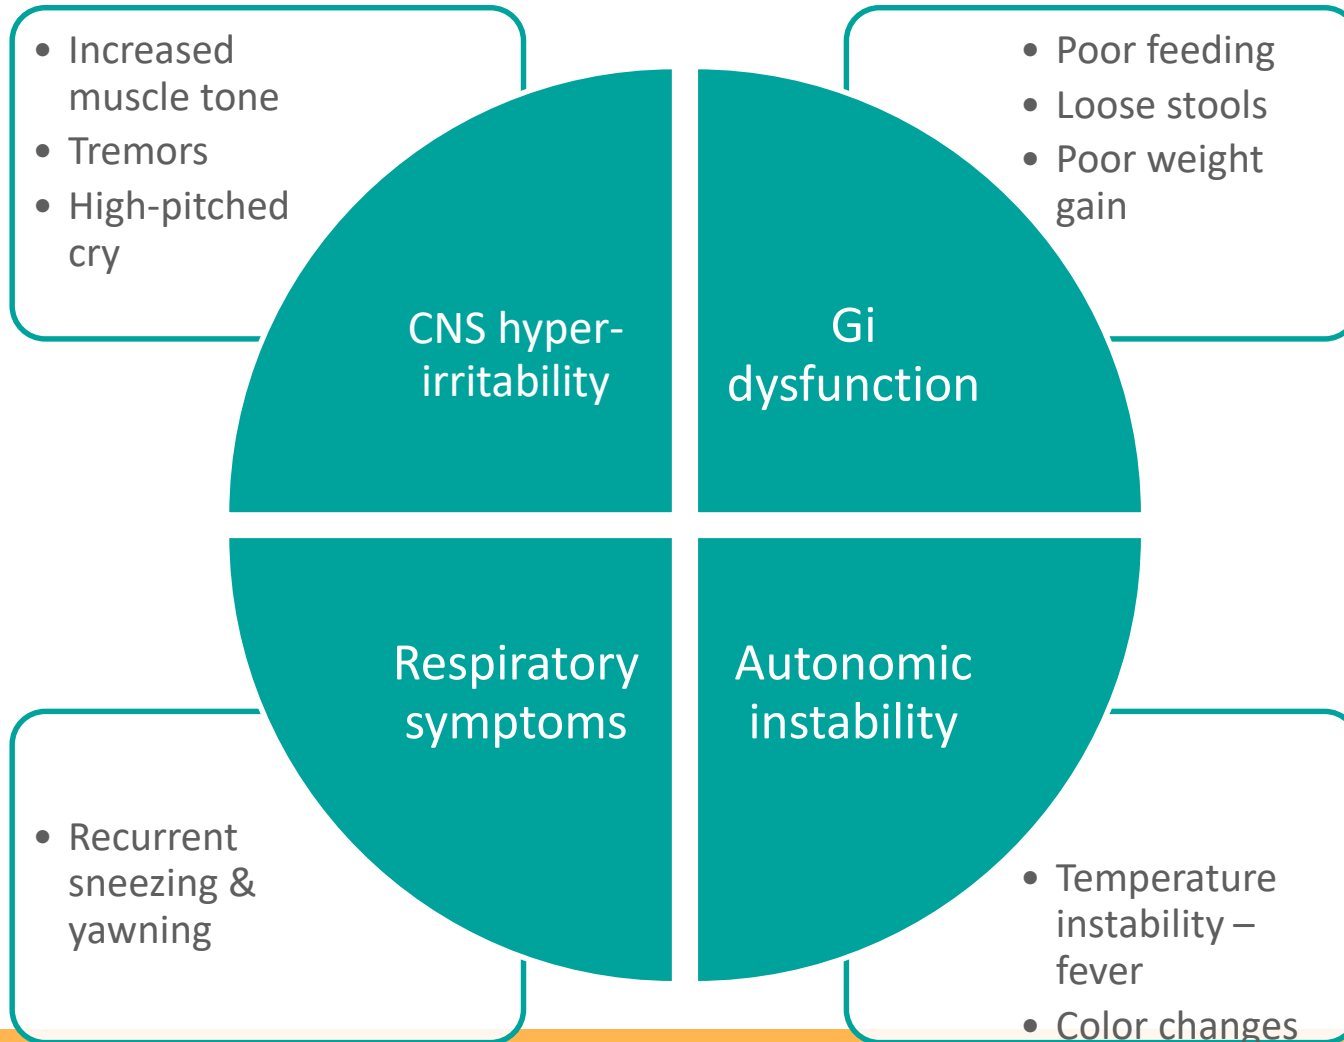 • Increased
muscle tone
• Tremors
• High-pitched
cry
• Poor feeding
• Loose stools
• Poor weight
gain
CNS hyper-
irritability
Gi
dysfunction
Respiratory
symptoms
Autonomic
instability
• Recurrent
sneezing &
yawning
• Temperature
instability –
fever
• Color changes